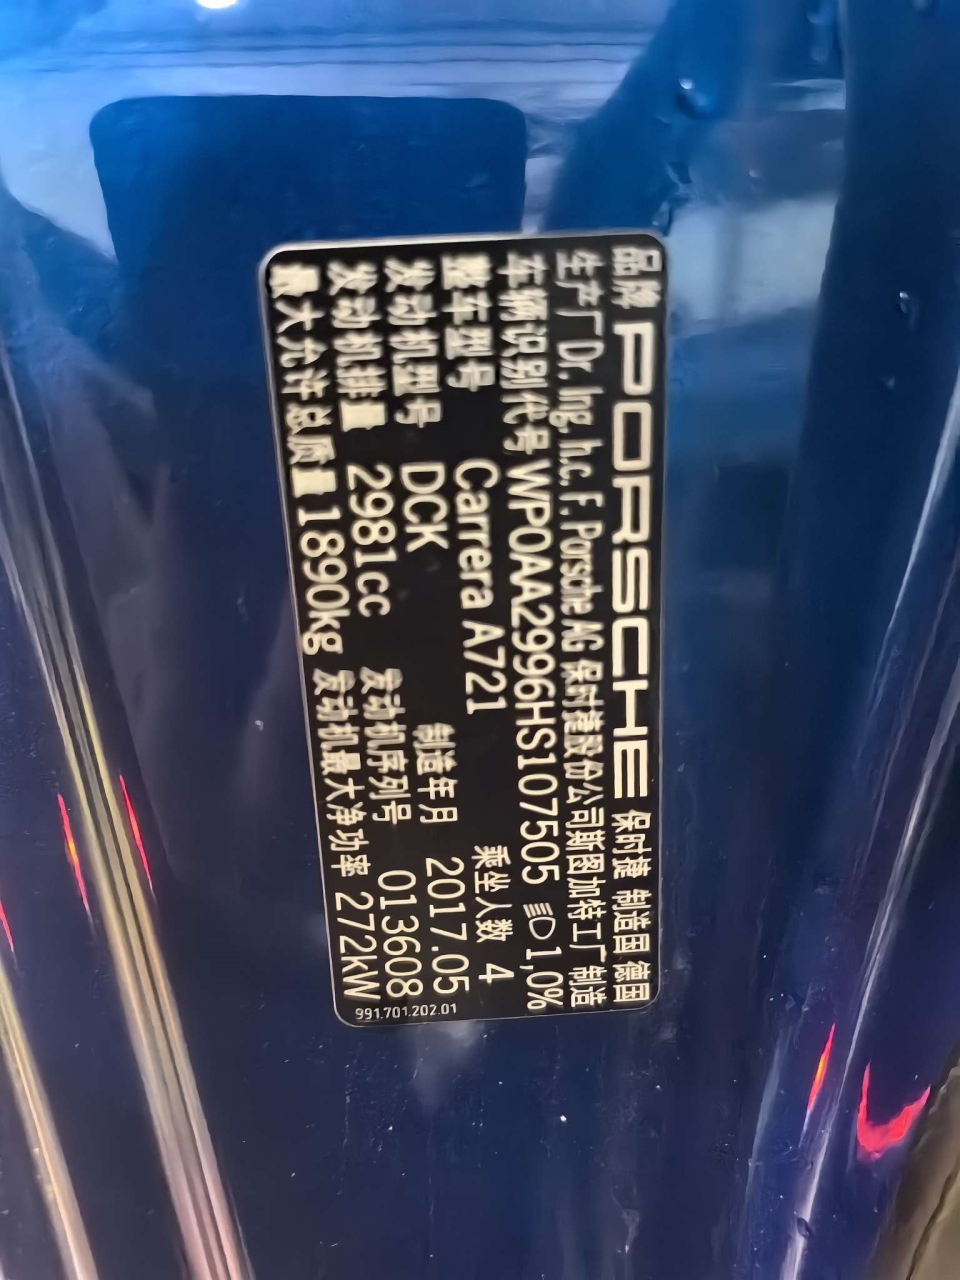 品牌 PORSCHE 保时捷 制造国 德国
生产厂 Dr. Ing. h.c. F. Porsche AG 保时捷股份公司斯图加特工厂制造
车辆识别代号 WP0AA2996HS107505 1,0%
整车型号 Carrera A721 乘坐人数 4
发动机型号 DCK 制造年月 2017.05
发动机排量 2981cc 发动机序列号 013608
最大允许总质量 1890kg 发动机最大净功率 272kW
991.701.202.01